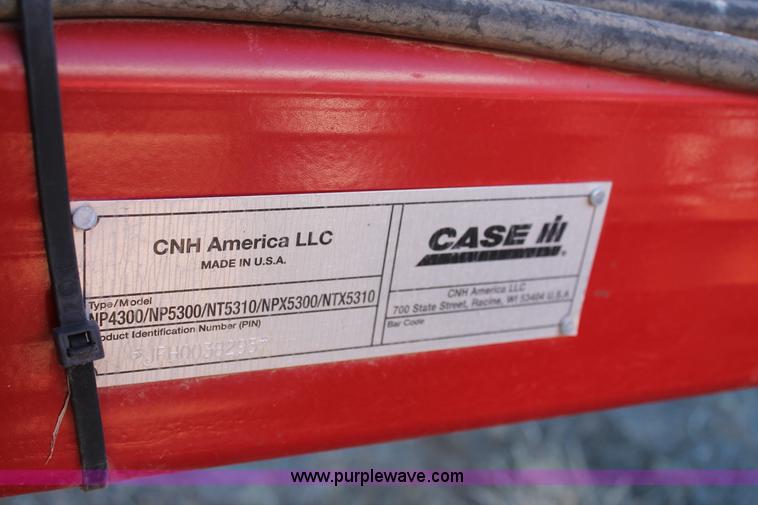 CNH America LLC
MADE IN U.S.A.
Type/Model
NP4300/NP5300/NT5310/NPX5300/NTX5310
oduct Identification Number (PIN)
CASE IH
CNH America LLC
700 State Street, Racine, WI 53404 U.S.A
Bar Code
www.purplewave.com